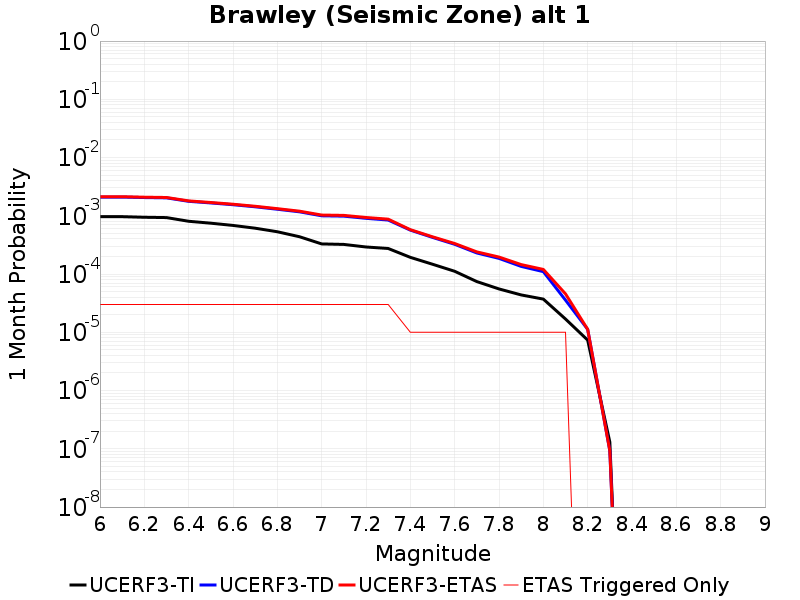 Brawley (Seismic Zone) alt 1
1 Month Probability
10^0
10^-1
10^-2
10^-3
10^-4
10^-5
10^-6
10^-7
10^-8
6 6.2 6.4 6.6 6.8 7 7.2 7.4 7.6 7.8 8 8.2 8.4 8.6 8.8 9
Magnitude
UCERF3-TI UCERF3-TD UCERF3-ETAS ETAS Triggered Only